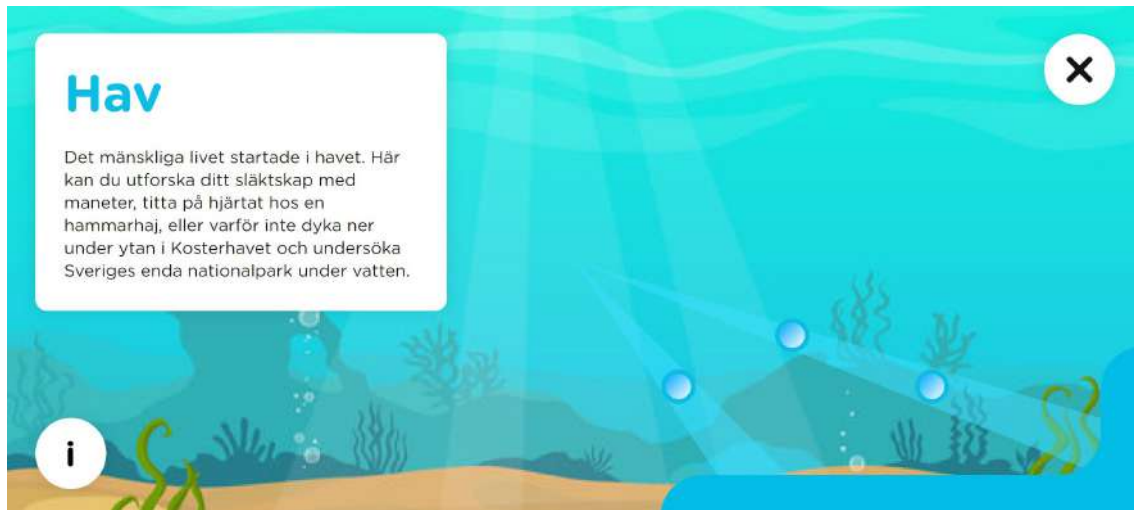 Hav
Det mänskliga livet startade i havet. Här
kan du utforska ditt släktskap med
maneter, titta på hjärtat hos en
hammarhaj, eller varför inte dyka ner
under ytan i Kosterhavet och undersöka
Sveriges enda nationalpark under vatten.
i